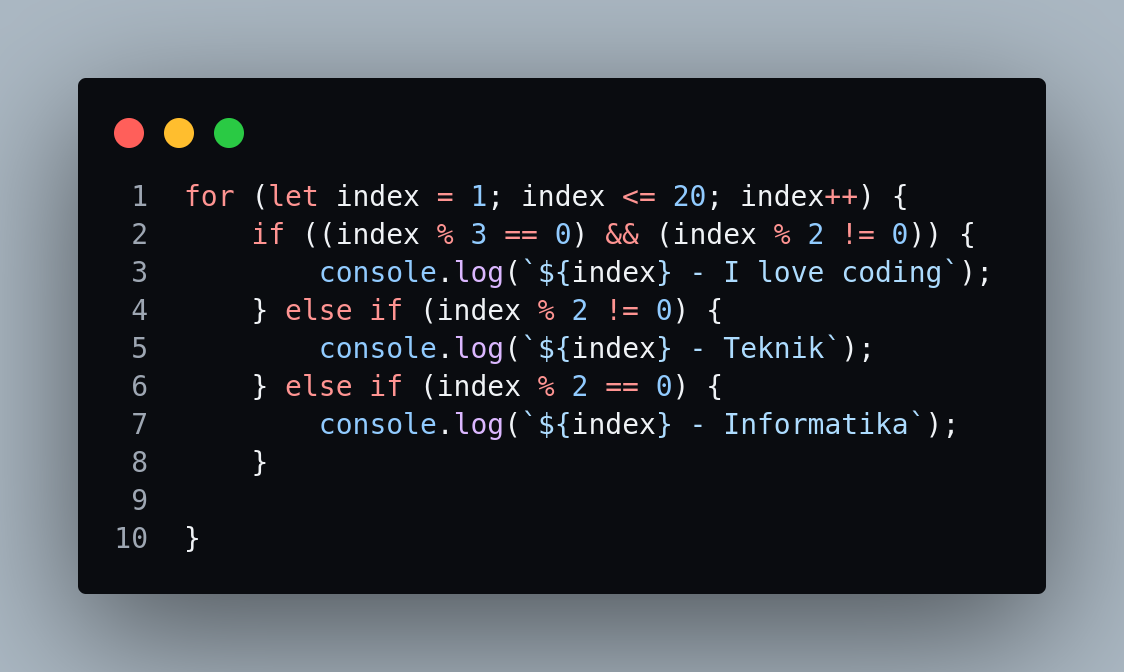 1 for (let index = 1; index <= 20; index++) {
2     if ((index % 3 == 0) && (index % 2 != 0)) {
3         console.log(`${index} - I love coding`);
4     } else if (index % 2 != 0) {
5         console.log(`${index} - Teknik`);
6     } else if (index % 2 == 0) {
7         console.log(`${index} - Informatika`);
8     }
9
10 }